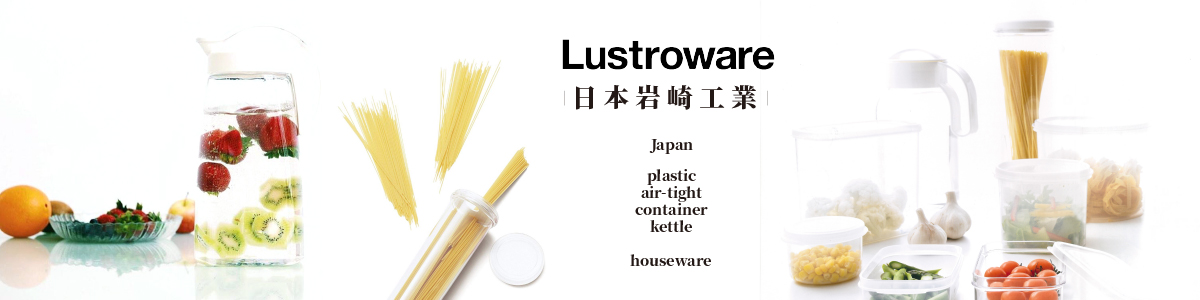 Lustroware
日本岩崎工業
Japan
plastic
air-tight
container
kettle
houseware